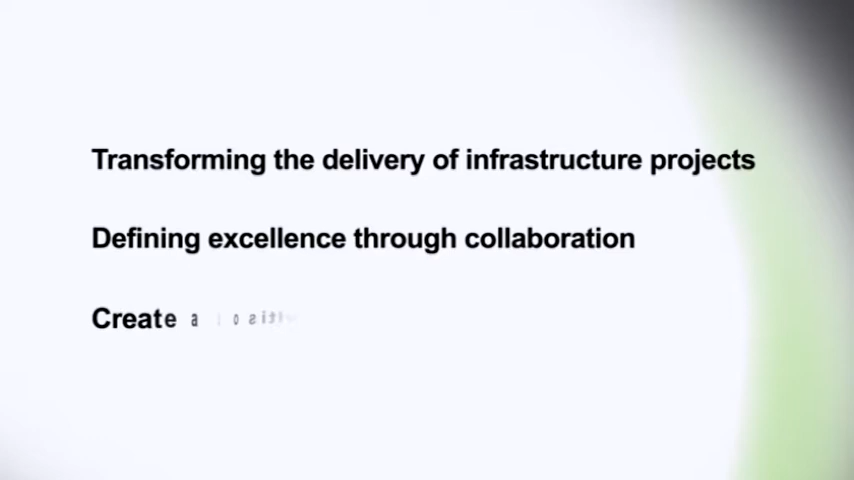 Transforming the delivery of infrastructure projects
Defining excellence through collaboration
Create a